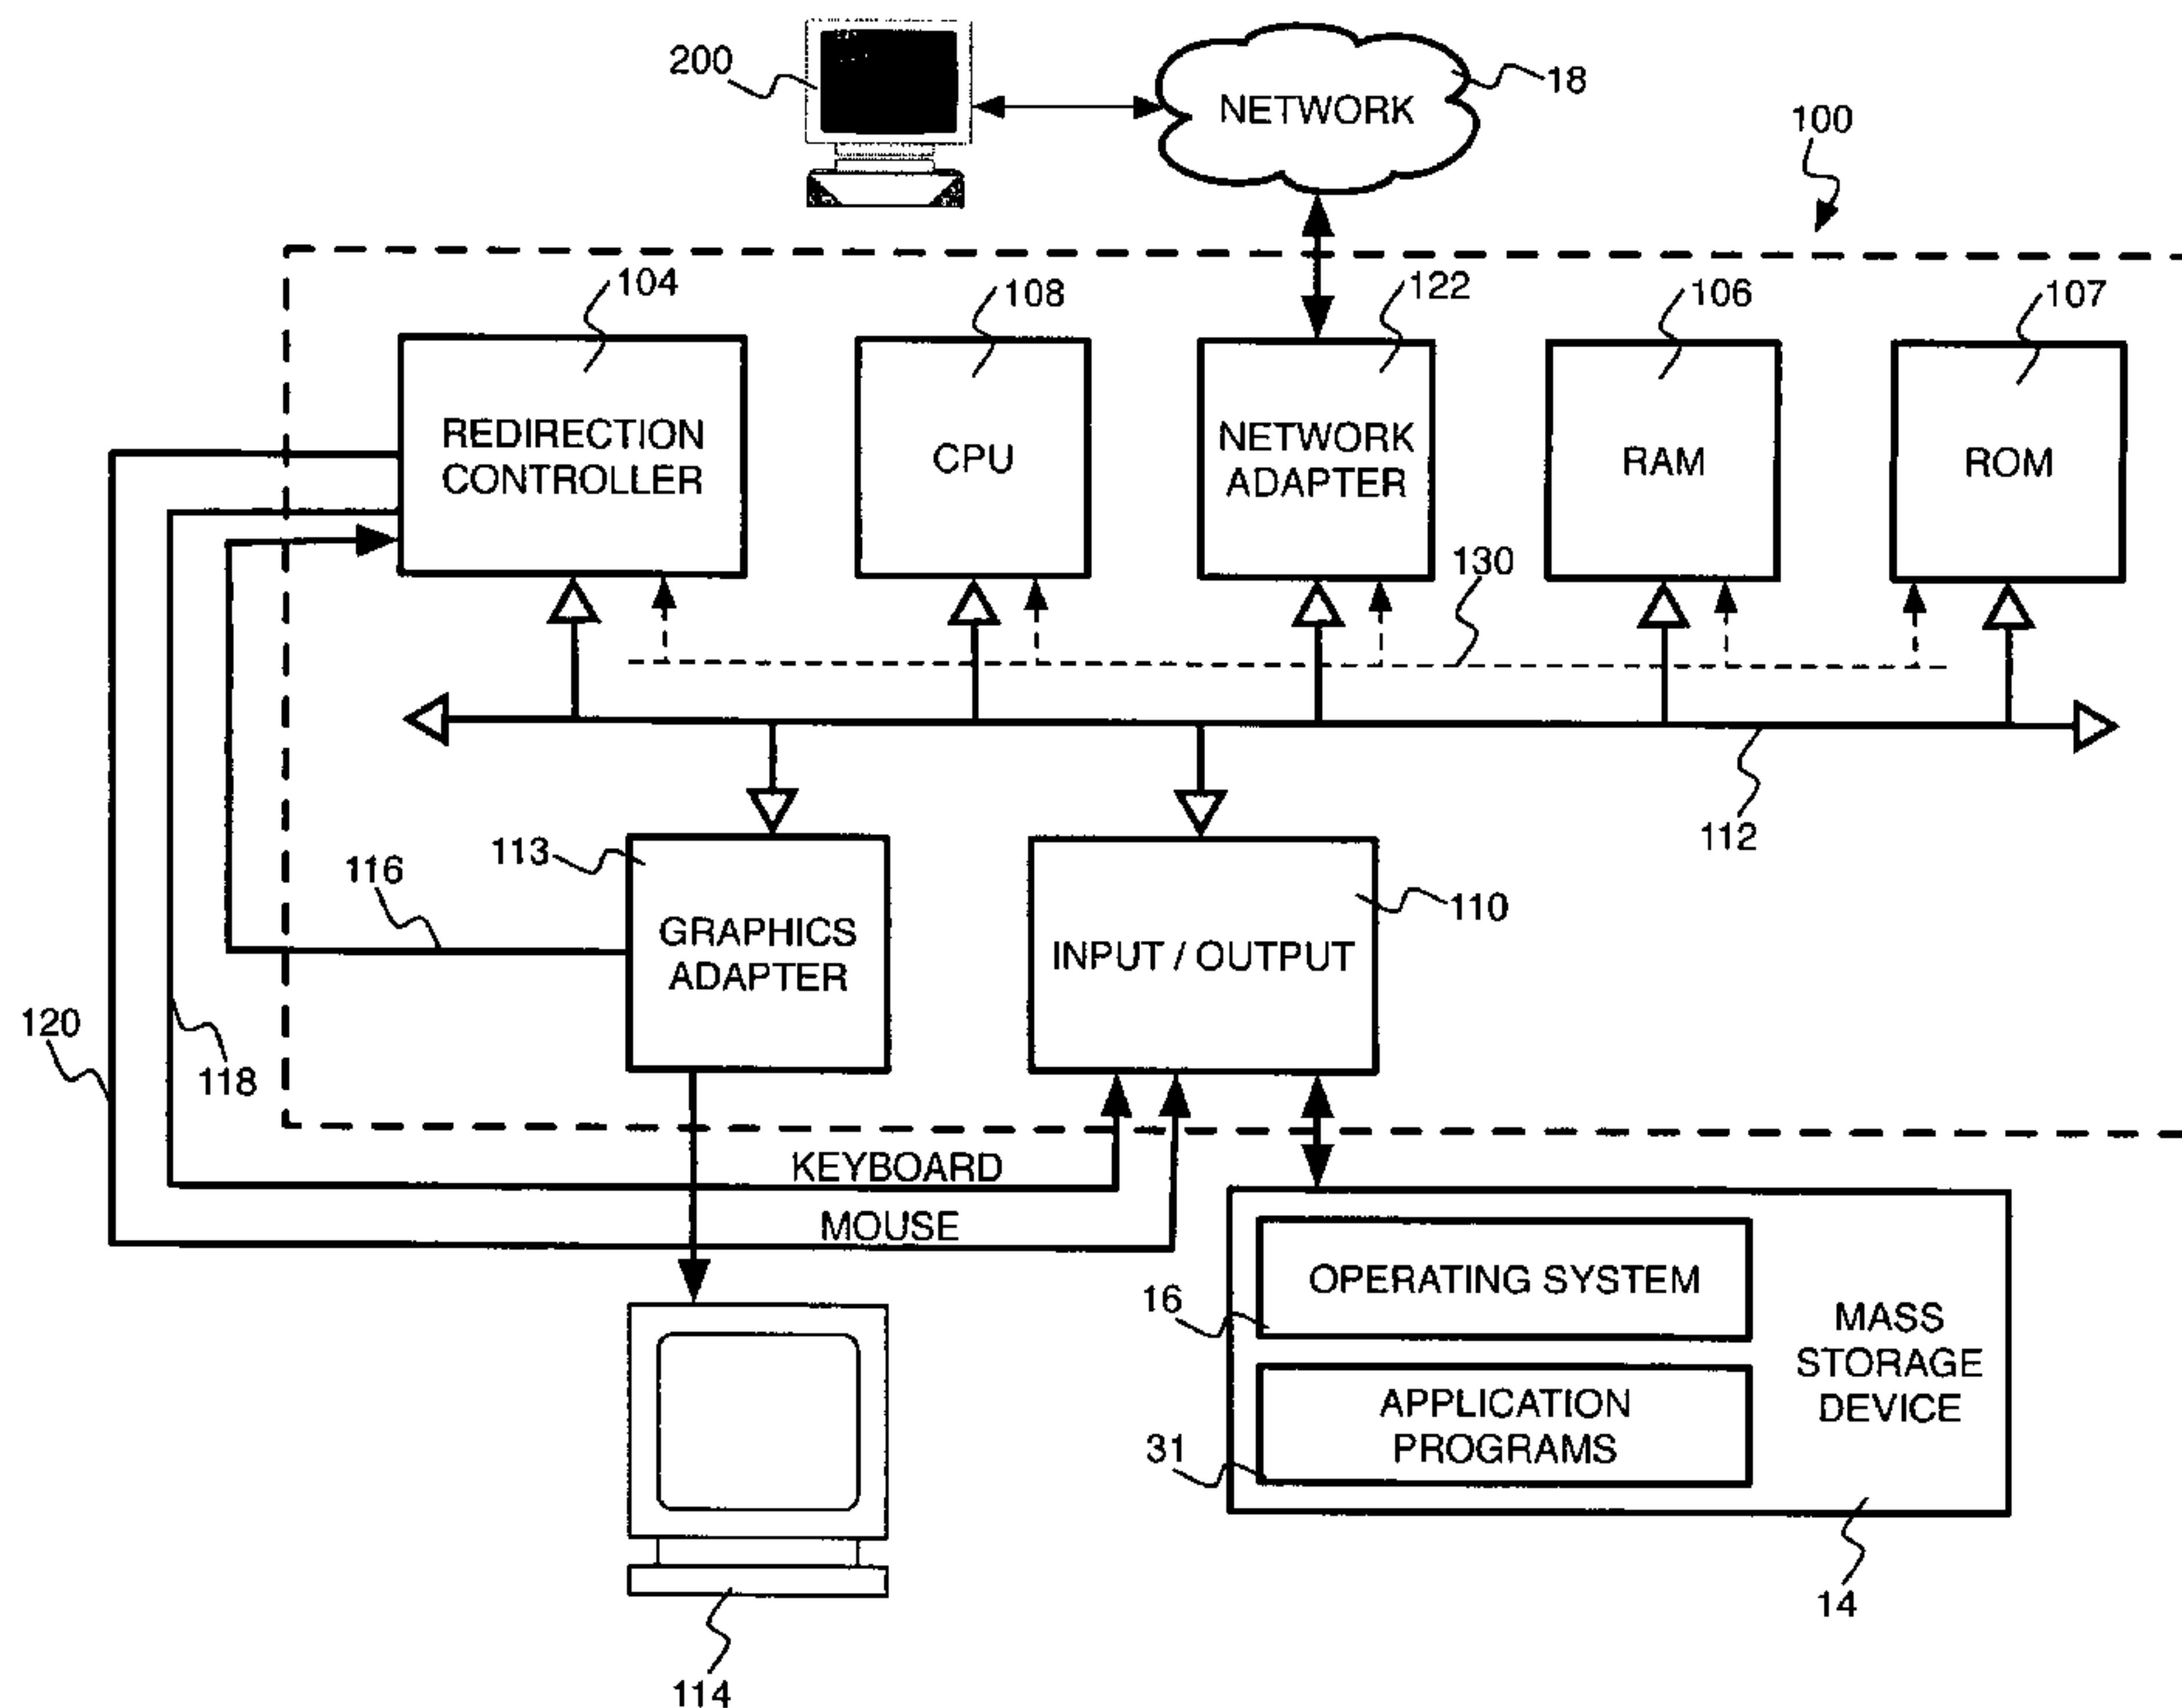 200
NETWORK
18
100
104
108
122
106
107
REDIRECTION
CONTROLLER
CPU
NETWORK
ADAPTER
RAM
ROM
130
112
113
116
GRAPHICS
ADAPTER
INPUT / OUTPUT
110
120
118
KEYBOARD
MOUSE
16
OPERATING SYSTEM
MASS
STORAGE
DEVICE
31
APPLICATION
PROGRAMS
14
114